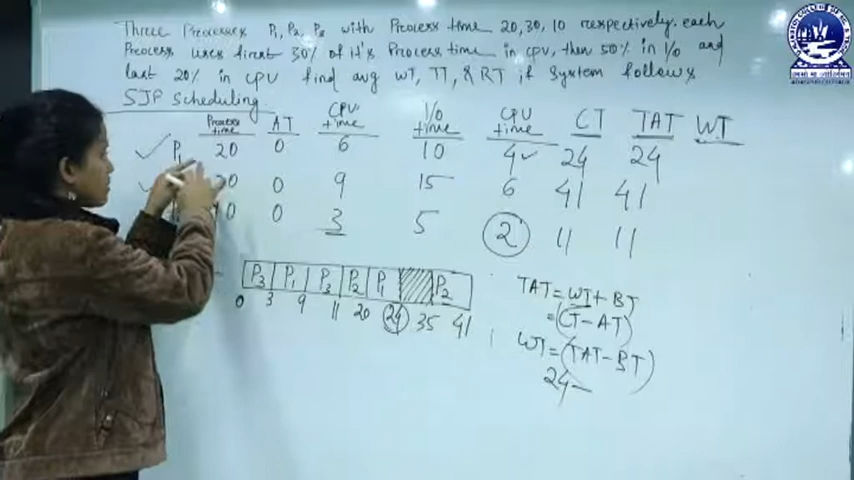 Three Processes P1, P2, P2 with Process time 20, 30, 10 respectively. each
Process uses first 30% of it's Process time in cpu, then 50% in I/o and
last 20% in cpu find avg WT, TT, & RT if System follows
SJP Scheduling
Process time AT CPU time I/o time CPU time CT TAT WT
P1 20 0 6 10 4 24 24
30 0 9 15 6 41 41
10 0 3 5 2 11 11
P3 P1 P3 P2 P1 P2
0 3 9 11 20 24 35 41
TAT = WT + BT
= (CT - AT)
WT = (TAT - BT)
24 -